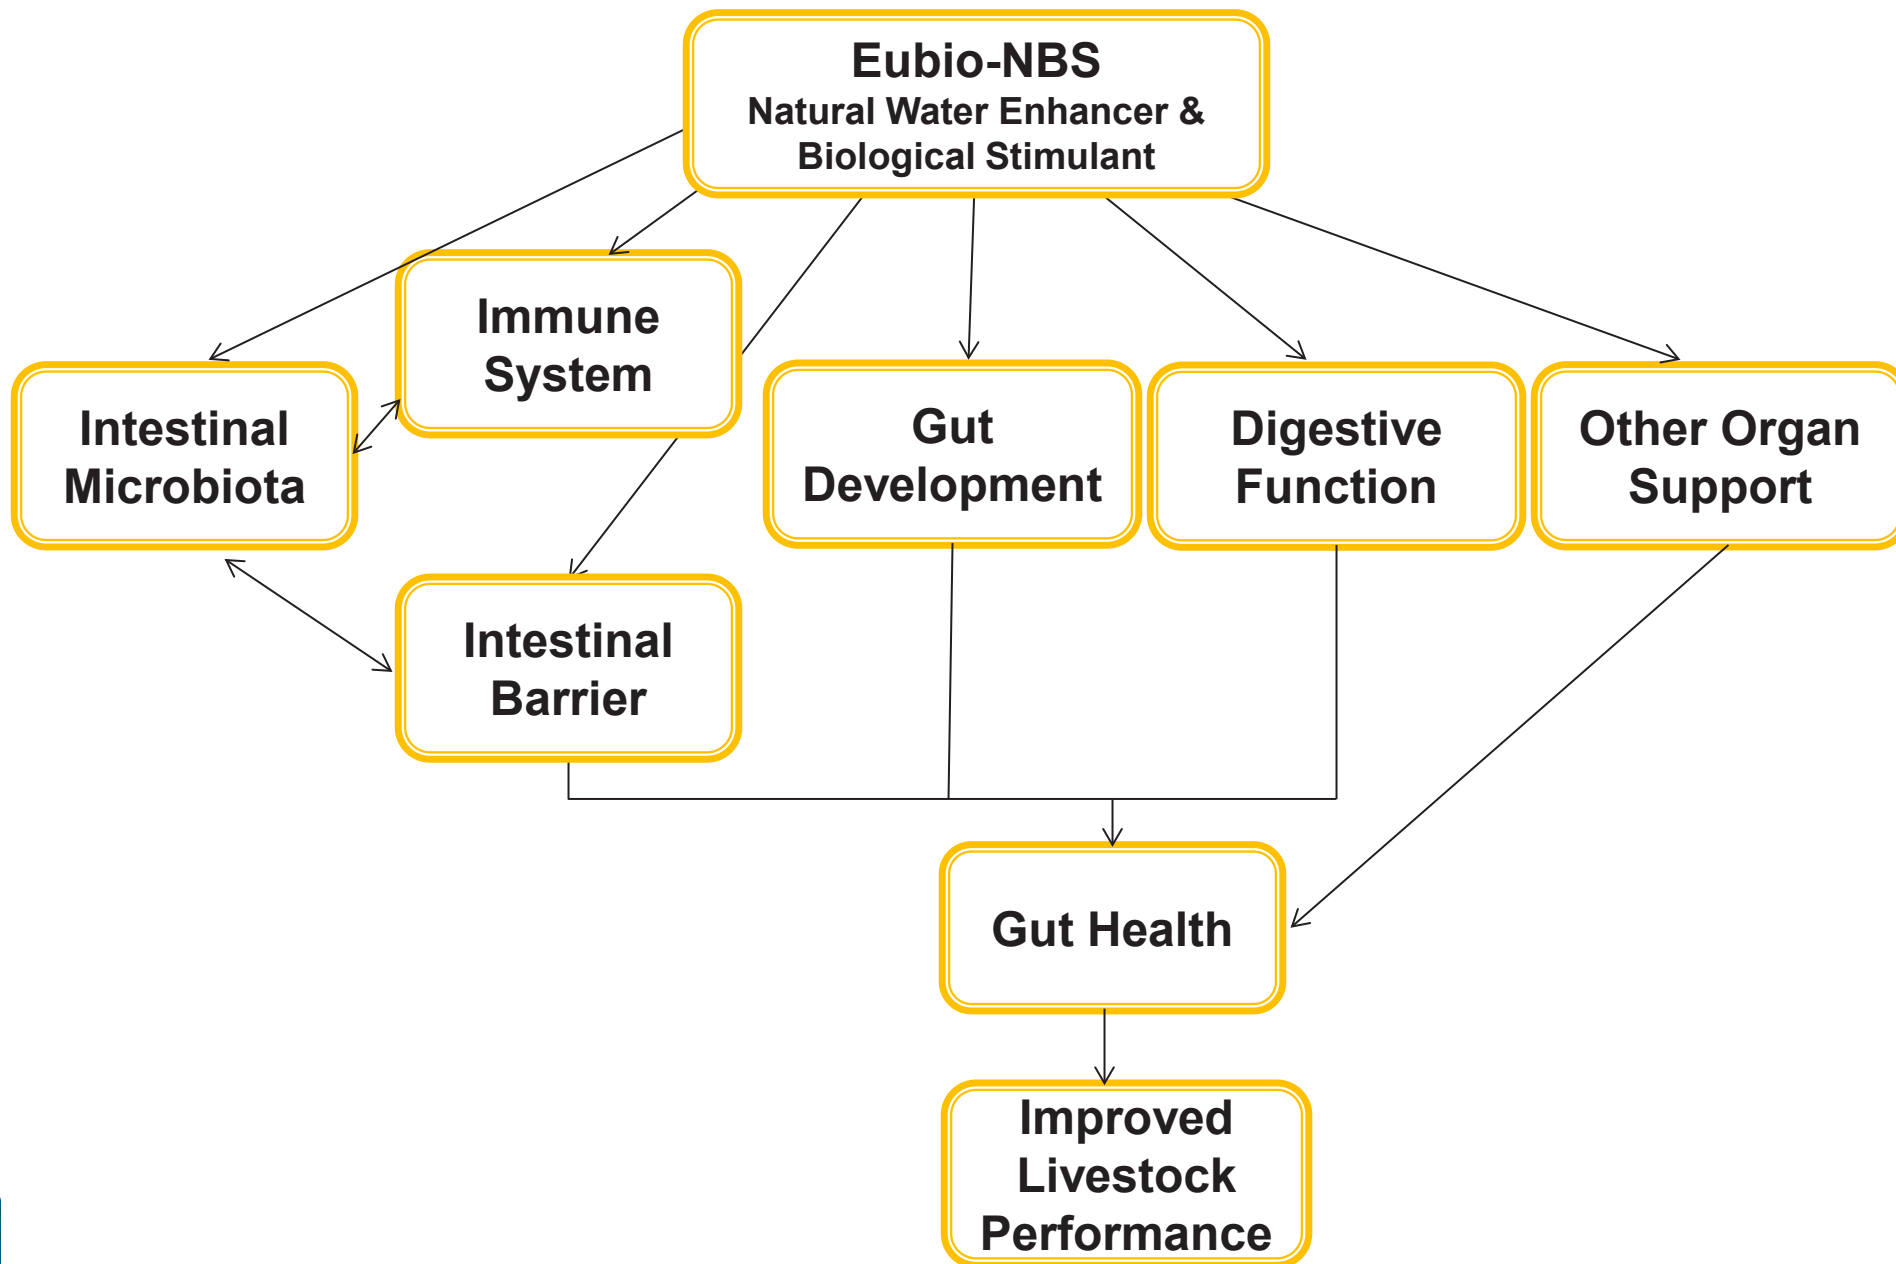 Eubio-NBS
Natural Water Enhancer &
Biological Stimulant
Immune
System
Intestinal
Microbiota
Gut
Development
Digestive
Function
Other Organ
Support
Intestinal
Barrier
Gut Health
Improved
Livestock
Performance